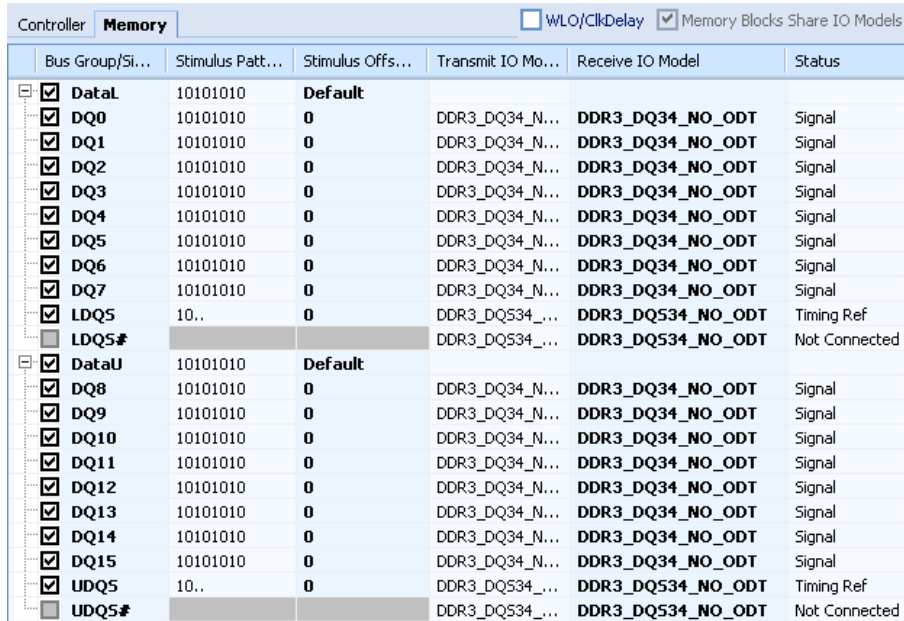 Controller Memory WLO/ClkDelay Memory Blocks Share IO Models
Bus Group/Si... Stimulus Patt... Stimulus Offs... Transmit IO Mo... Receive IO Model Status
DataL 10101010 Default
DQ0 10101010 0 DDR3_DQ34_N... DDR3_DQ34_NO_ODT Signal
DQ1 10101010 0 DDR3_DQ34_N... DDR3_DQ34_NO_ODT Signal
DQ2 10101010 0 DDR3_DQ34_N... DDR3_DQ34_NO_ODT Signal
DQ3 10101010 0 DDR3_DQ34_N... DDR3_DQ34_NO_ODT Signal
DQ4 10101010 0 DDR3_DQ34_N... DDR3_DQ34_NO_ODT Signal
DQ5 10101010 0 DDR3_DQ34_N... DDR3_DQ34_NO_ODT Signal
DQ6 10101010 0 DDR3_DQ34_N... DDR3_DQ34_NO_ODT Signal
DQ7 10101010 0 DDR3_DQ34_N... DDR3_DQ34_NO_ODT Signal
LDQS 10.. 0 DDR3_DQS34_... DDR3_DQS34_NO_ODT Timing Ref
LDQS# DDR3_DQS34_... DDR3_DQS34_NO_ODT Not Connected
DataU 10101010 Default
DQ8 10101010 0 DDR3_DQ34_N... DDR3_DQ34_NO_ODT Signal
DQ9 10101010 0 DDR3_DQ34_N... DDR3_DQ34_NO_ODT Signal
DQ10 10101010 0 DDR3_DQ34_N... DDR3_DQ34_NO_ODT Signal
DQ11 10101010 0 DDR3_DQ34_N... DDR3_DQ34_NO_ODT Signal
DQ12 10101010 0 DDR3_DQ34_N... DDR3_DQ34_NO_ODT Signal
DQ13 10101010 0 DDR3_DQ34_N... DDR3_DQ34_NO_ODT Signal
DQ14 10101010 0 DDR3_DQ34_N... DDR3_DQ34_NO_ODT Signal
DQ15 10101010 0 DDR3_DQ34_N... DDR3_DQ34_NO_ODT Signal
UDQS 10.. 0 DDR3_DQS34_... DDR3_DQS34_NO_ODT Timing Ref
UDQS# DDR3_DQS34_... DDR3_DQS34_NO_ODT Not Connected